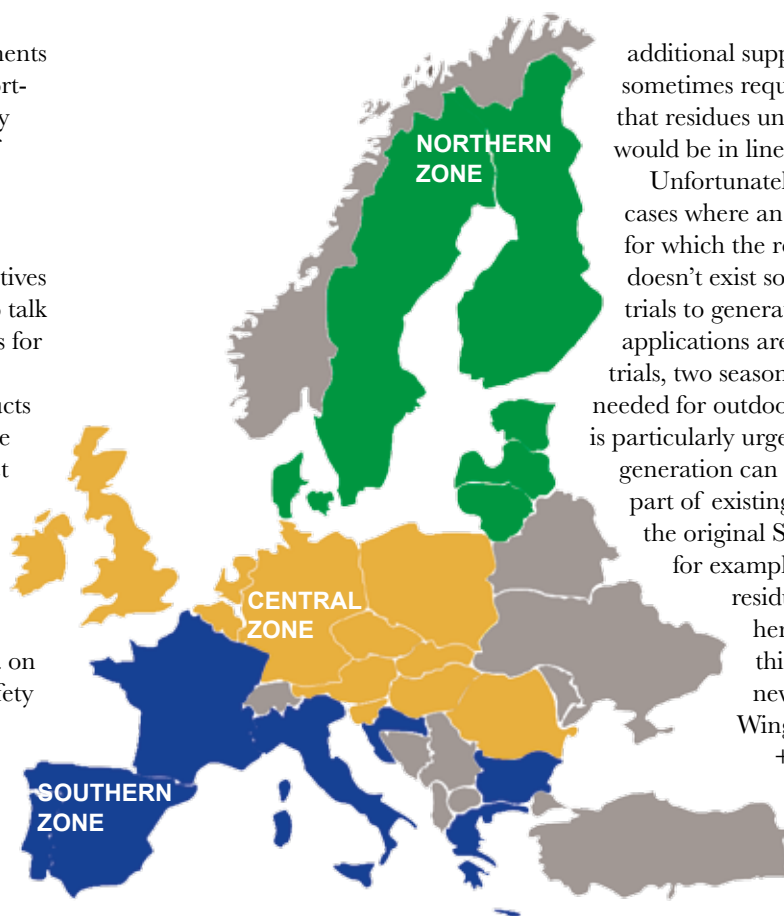 nents
ort-
y
tives
talk
s for
ucts
e
t
on
fety
NORTHERN
ZONE
CENTRAL
ZONE
SOUTHERN
ZONE
additional supp
sometimes requ
that residues un
would be in line
Unfortunatel
cases where an
for which the re
doesn’t exist so
trials to genera
applications are
trials, two season
needed for outdoo
is particularly urge
generation can
part of existing
the original S
for exampl
resid
her
thi
new
Wing
+